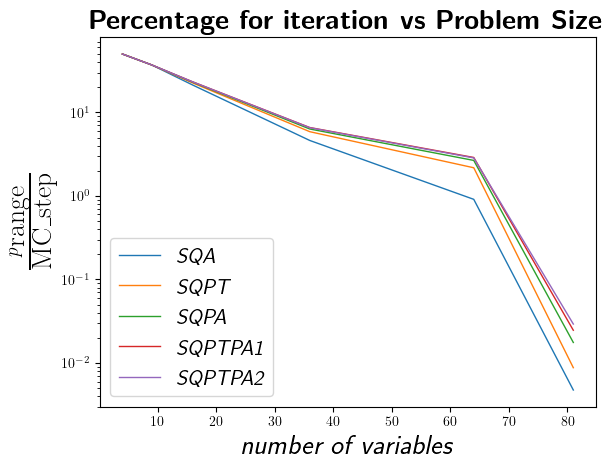 Percentage for iteration vs Problem Size
p_range
MC_step
10^1
10^0
10^-1
10^-2
SQA
SQPT
SQPA
SQPTPA1
SQPTPA2
10 20 30 40 50 60 70 80
number of variables